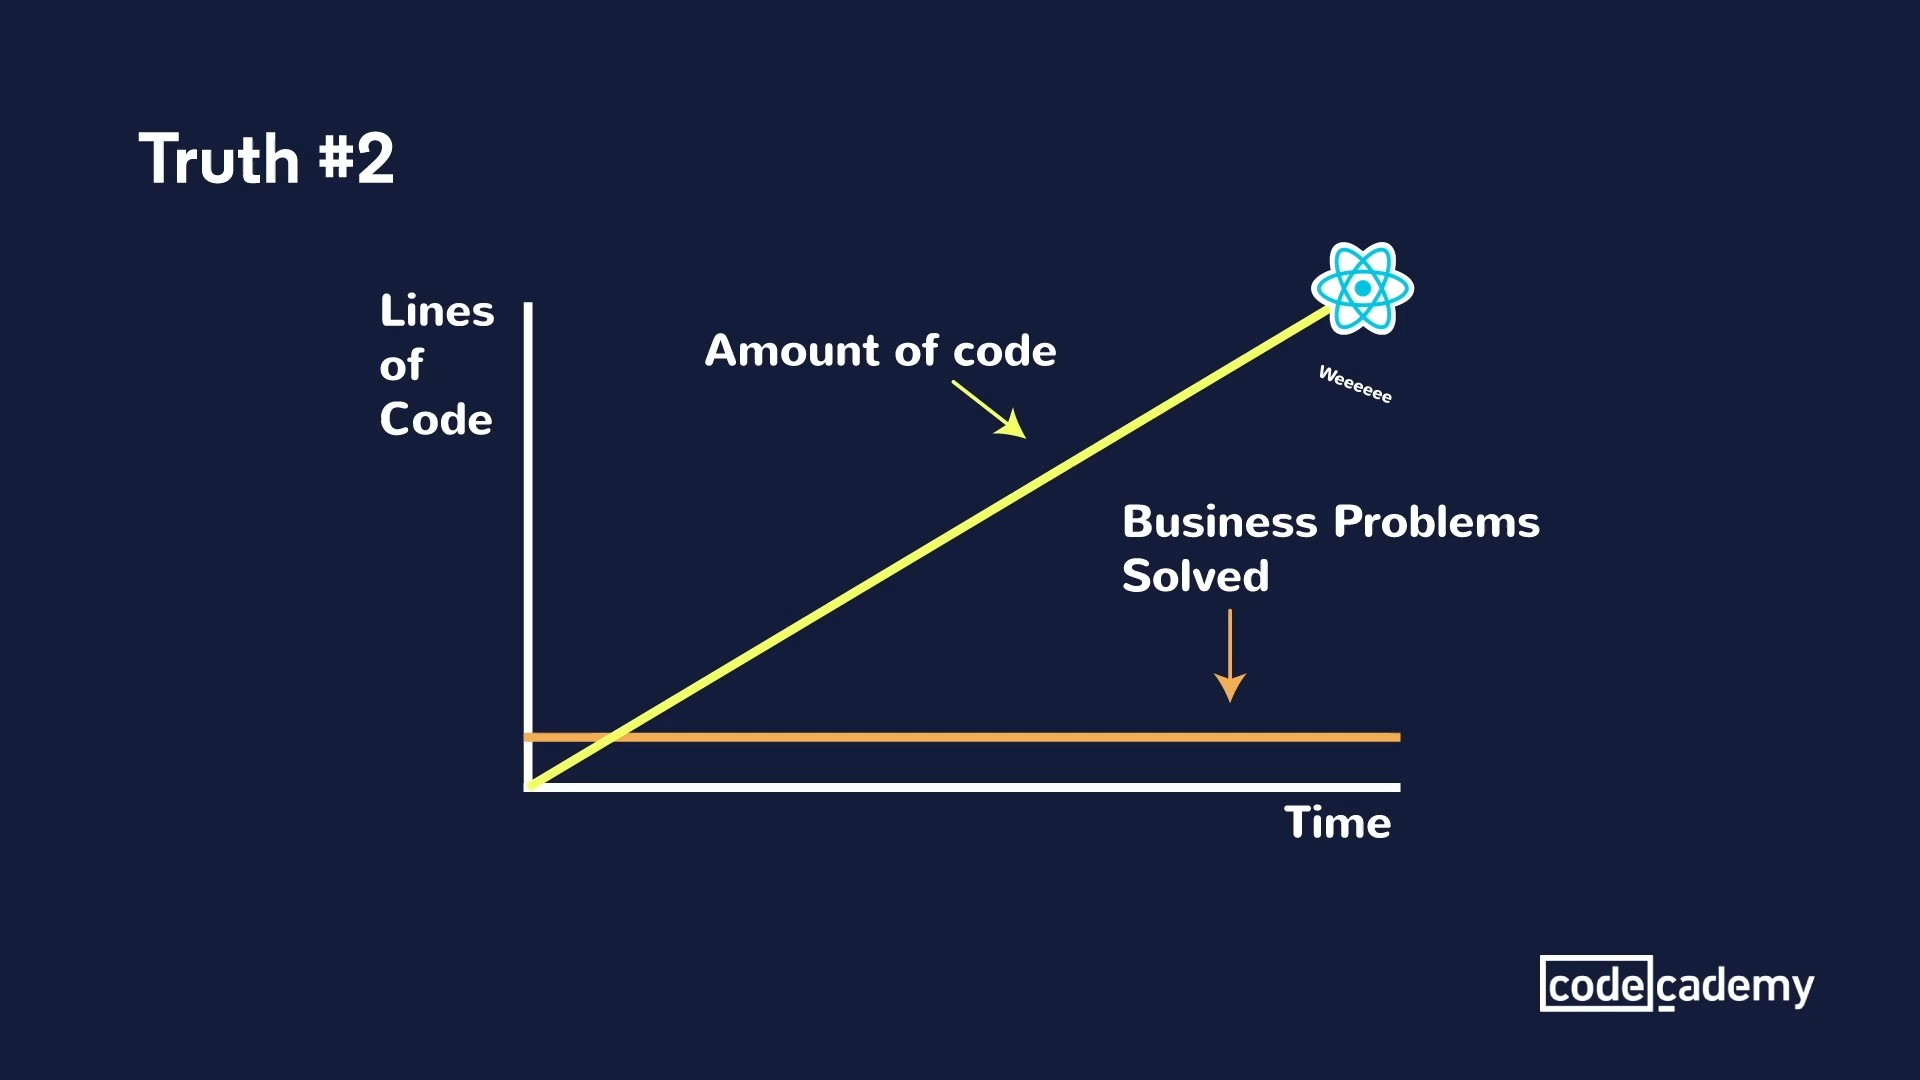 Truth #2
Lines
of
Code
Amount of code
Weeeeee
Business Problems
Solved
Time
codecademy